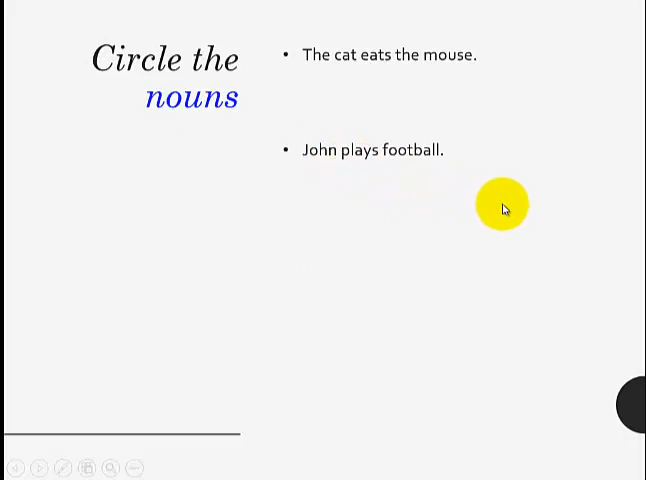 Circle the
nouns
• The cat eats the mouse.
• John plays football.